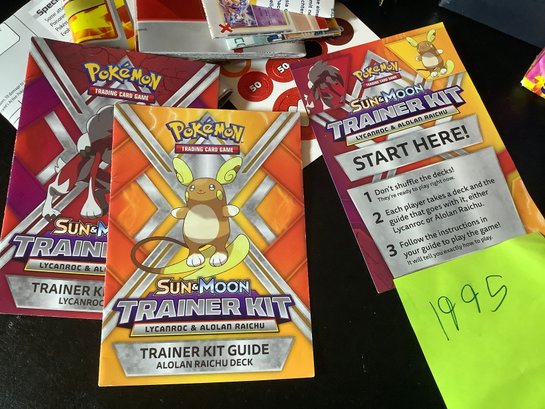 Special
50
50
50
Pokémon
TRADING CARD GAME
SUN & MOON
TRAINER KIT
LYCANROC & A
TRAINER K
LYCANROC
Pokémon
TRADING CARD GAME
SUN & MOON
TRAINER KIT
LYCANROC & ALOLAN RAICHU
TRAINER KIT GUIDE
ALOLAN RAICHU DECK
Pokémon
TRADING CARD GAME
SUN & MOON
TRAINER KIT
LYCANROC & ALOLAN RAICHU
START HERE!
1 Don't shuffle the decks!
They're ready to play right now.
2 Each player takes a deck and the
guide that goes with it, either
Lycanroc or Alolan Raichu.
3 Follow the instructions in
your guide to play the game!
It will tell you exactly how to play.
1995